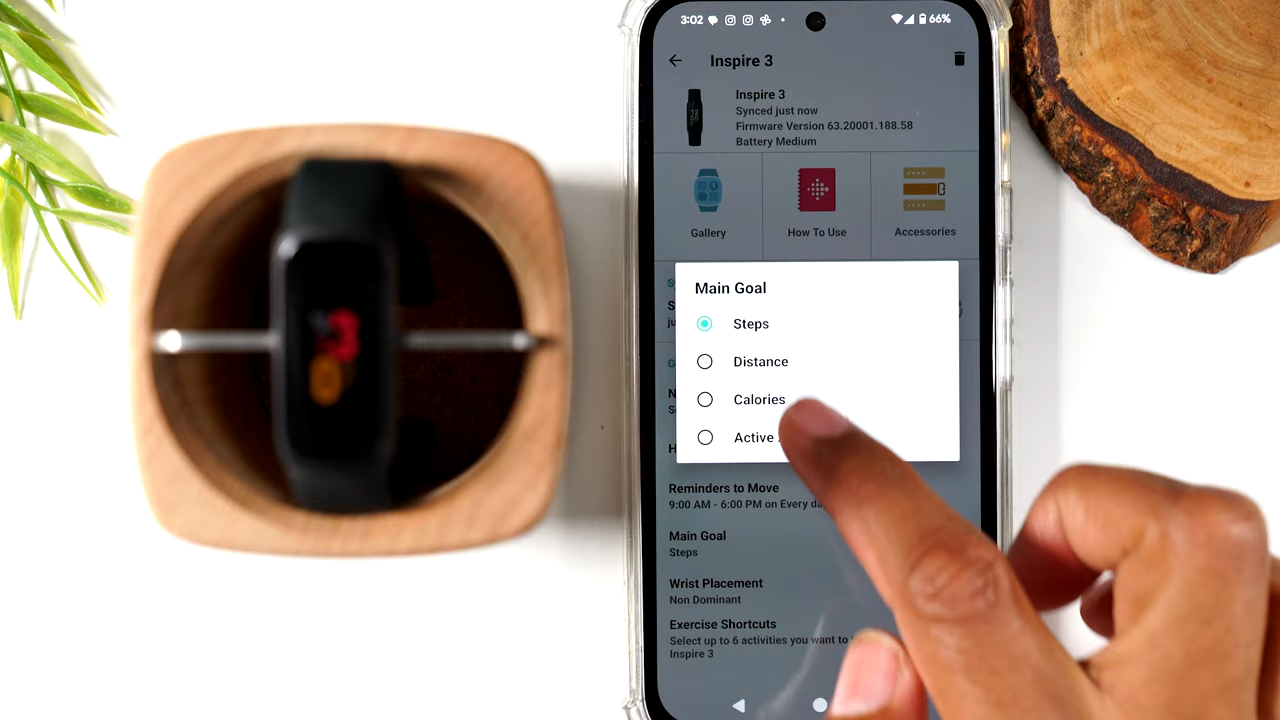 3:02
66%
Inspire 3
Inspire 3
Synced just now
Firmware Version 63.20001.188.58
Battery Medium
Gallery
How To Use
Accessories
Main Goal
Steps
Distance
Calories
Active
Reminders to Move
9:00 AM - 6:00 PM on Every
Main Goal
Steps
Wrist Placement
Non Dominant
Exercise Shortcuts
Select up to 6 activities you want to
Inspire 3